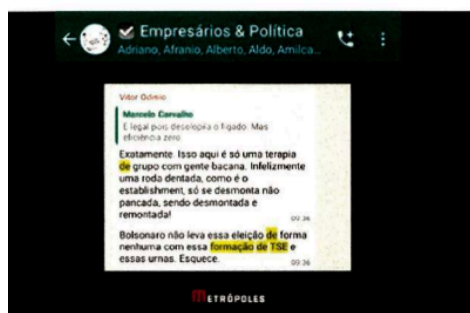 Empresários & Política
Adriano, Afranio, Alberto, Aldo, Amilca...
Vitor Odisio
Marcelo Carvalho
É legal pois desolopila o fígado. Mas
eficiência zero
Exatamente. Isso aqui é só uma terapia
de grupo com gente bacana. Infelizmente
uma roda dentada, como é o
establishment, só se desmonta não
pancada, sendo desmontada e
remontada!
09:36
Bolsonaro não leva essa eleição de forma
nenhuma com essa formação de TSE e
essas urnas. Esquece.
09:36
METRÓPOLES